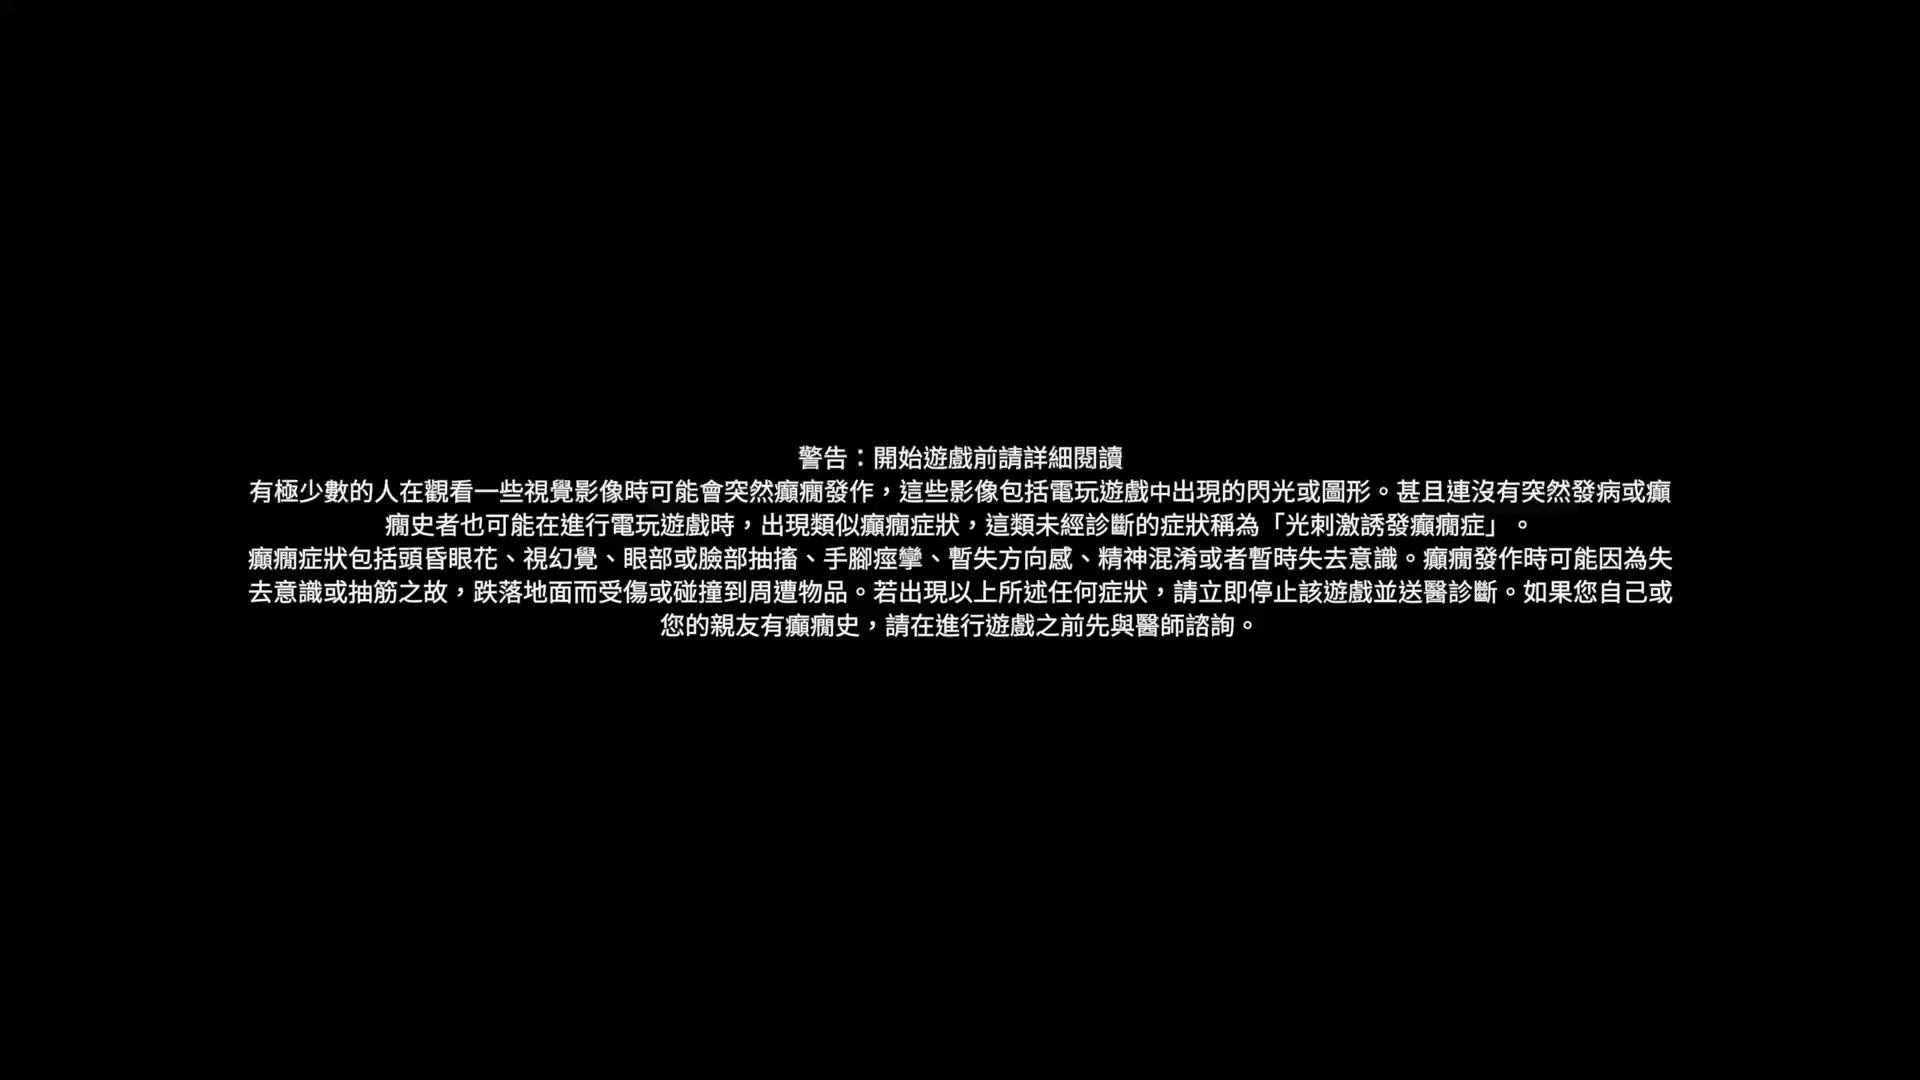 警告：開始遊戲前請詳細閱讀
有極少數的人在觀看一些視覺影像時可能會突然癲癇發作，這些影像包括電玩遊戲中出現的閃光或圖形。甚且連沒有突然發病或癲
癇史者也可能在進行電玩遊戲時，出現類似癲癇症狀，這類未經診斷的症狀稱為「光刺激誘發癲癇症」。
癲癇症狀包括頭昏眼花、視幻覺、眼部或臉部抽搐、手腳痙攣、暫失方向感、精神混淆或者暫時失去意識。癲癇發作時可能因為失
去意識或抽筋之故，跌落地面而受傷或碰撞到周遭物品。若出現以上所述任何症狀，請立即停止該遊戲並送醫診斷。如果您自己或
您的親友有癲癇史，請在進行遊戲之前先與醫師諮詢。